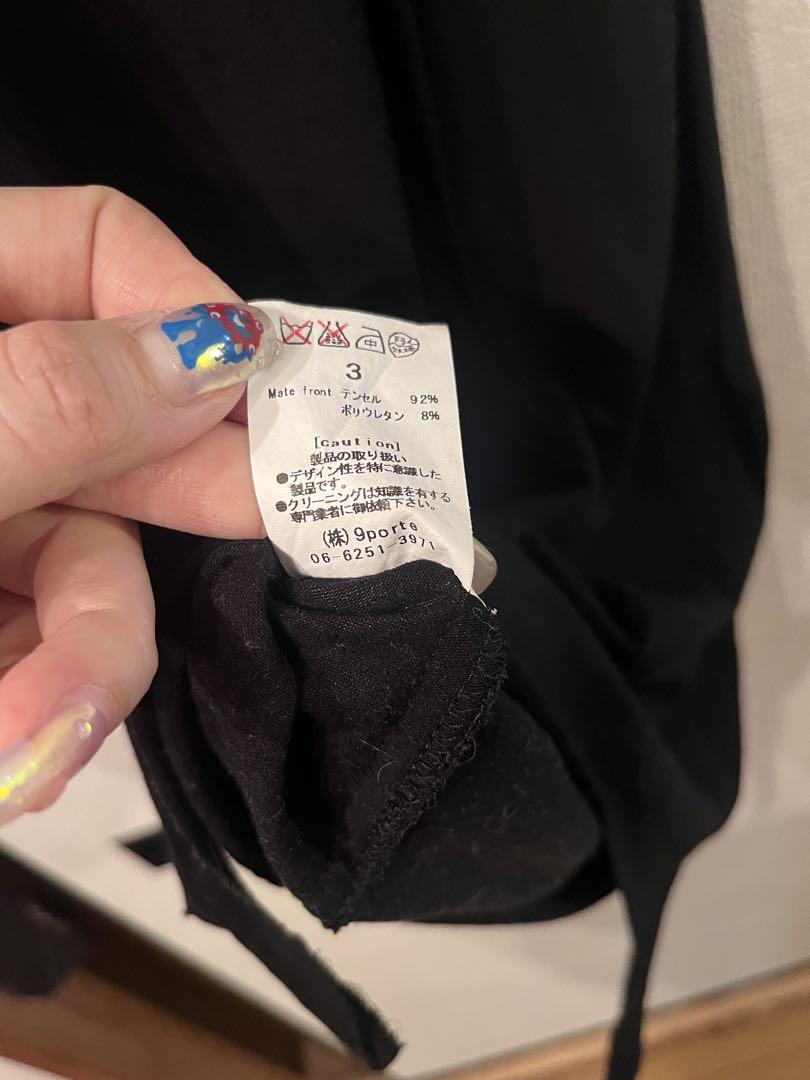 ドライ
3
Mate front テンセル 92%
ポリウレタン 8%
[caution]
製品の取り扱い
●デザイン性を特に意識した
製品です。
●クリーニングは知識を有する
専門業者に御依頼下さい。
(株) 9porte
06-6251-3971